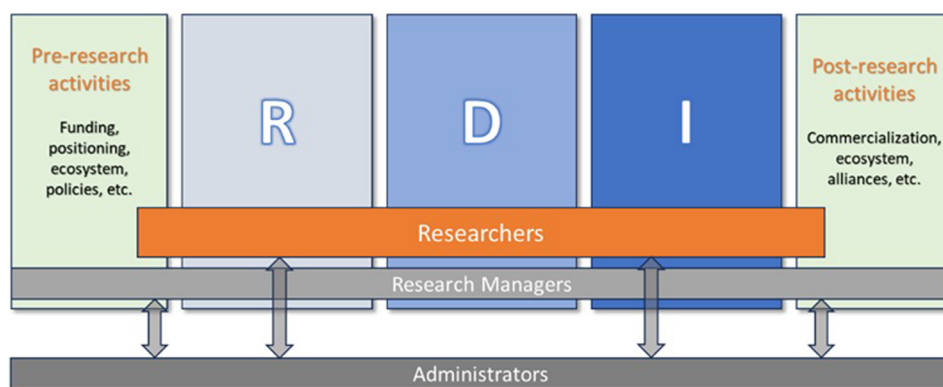 Pre-research
activities
Funding,
positioning,
ecosystem,
policies, etc.
R
D
I
Post-research
activities
Commercialization,
ecosystem,
alliances, etc.
Researchers
Research Managers
Administrators